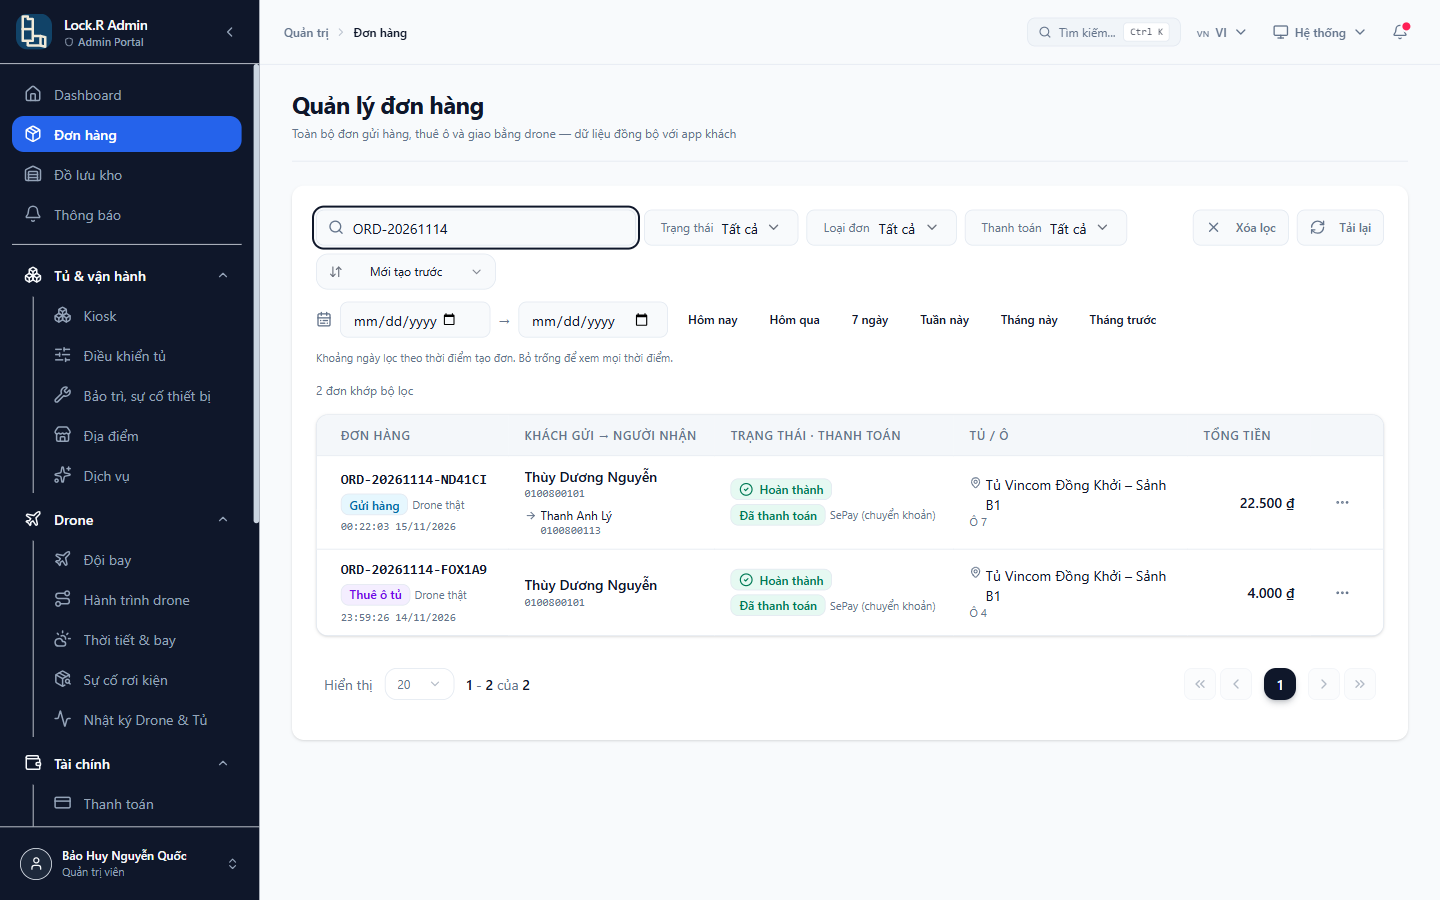 Lock.R Admin
Admin Portal
Dashboard
Đơn hàng
Đồ lưu kho
Thông báo
Tủ & vận hành
Kiosk
Điều khiển tủ
Bảo trì, sự cố thiết bị
Địa điểm
Dịch vụ
Drone
Đội bay
Hành trình drone
Thời tiết & bay
Sự cố rơi kiện
Nhật ký Drone & Tủ
Tài chính
Thanh toán
Bảo Huy Nguyễn Quốc
Quản trị viên
Quản trị > Đơn hàng
Tìm kiếm... Ctrl K
VN VI
Hệ thống
Quản lý đơn hàng
Toàn bộ đơn gửi hàng, thuê ô và giao bằng drone — dữ liệu đồng bộ với app khách
ORD-20261114
Trạng thái Tất cả
Loại đơn Tất cả
Thanh toán Tất cả
Xóa lọc
Tải lại
Mới tạo trước
mm/dd/yyyy → mm/dd/yyyy
Hôm nay
Hôm qua
7 ngày
Tuần này
Tháng này
Tháng trước
Khoảng ngày lọc theo thời điểm tạo đơn. Bỏ trống để xem mọi thời điểm.
2 đơn khớp bộ lọc
ĐƠN HÀNG
KHÁCH GỬI → NGƯỜI NHẬN
TRẠNG THÁI · THANH TOÁN
TỦ / Ô
TỔNG TIỀN
ORD-20261114-ND41CI
Gửi hàng Drone thật
00:22:03 15/11/2026
Thùy Dương Nguyễn
0100800101
→ Thanh Anh Lý
0100800113
Hoàn thành
Đã thanh toán SePay (chuyển khoản)
Tủ Vincom Đồng Khởi – Sảnh
B1
Ô 7
22.500 ₫
ORD-20261114-FOX1A9
Thuê ô tủ Drone thật
23:59:26 14/11/2026
Thùy Dương Nguyễn
0100800101
Hoàn thành
Đã thanh toán SePay (chuyển khoản)
Tủ Vincom Đồng Khởi – Sảnh
B1
Ô 4
4.000 ₫
Hiển thị 20 1 - 2 của 2
1